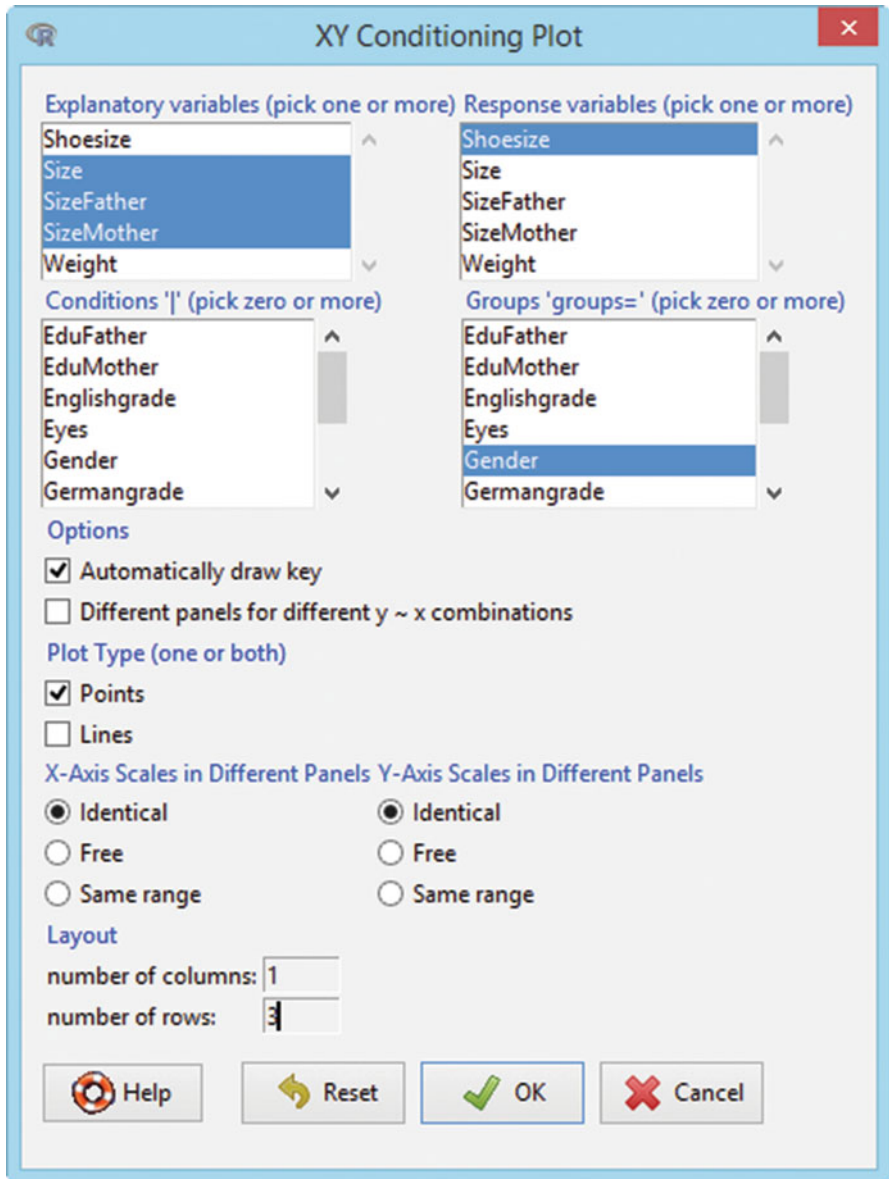 R XY Conditioning Plot ×
Explanatory variables (pick one or more) Response variables (pick one or more)
Shoesize
Size
SizeFather
SizeMother
Weight
Shoesize
Size
SizeFather
SizeMother
Weight
Conditions '|' (pick zero or more) Groups 'groups=' (pick zero or more)
EduFather
EduMother
Englishgrade
Eyes
Gender
Germangrade
EduFather
EduMother
Englishgrade
Eyes
Gender
Germangrade
Options
Automatically draw key
Different panels for different y ~ x combinations
Plot Type (one or both)
Points
Lines
X-Axis Scales in Different Panels Y-Axis Scales in Different Panels
Identical Identical
Free Free
Same range Same range
Layout
number of columns: 1
number of rows: 3
Help Reset OK Cancel